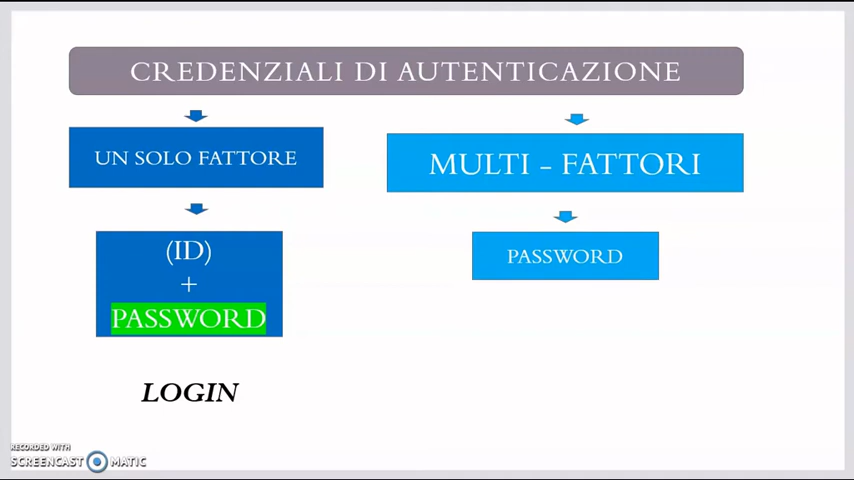 CREDENZIALI DI AUTENTICAZIONE
UN SOLO FATTORE
(ID)
+
PASSWORD
LOGIN
MULTI - FATTORI
PASSWORD
RECORDED WITH
SCREENCAST MATIC